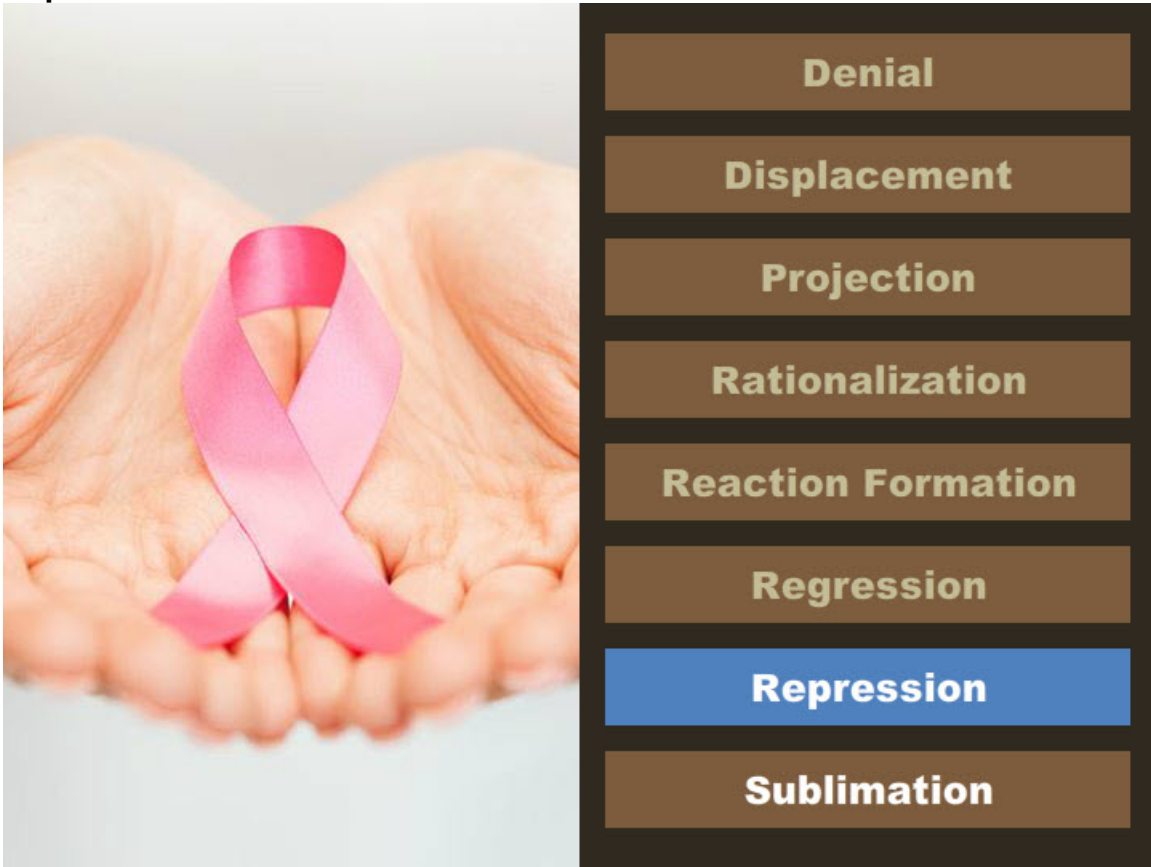 Denial
Displacement
Projection
Rationalization
Reaction Formation
Regression
Repression
Sublimation